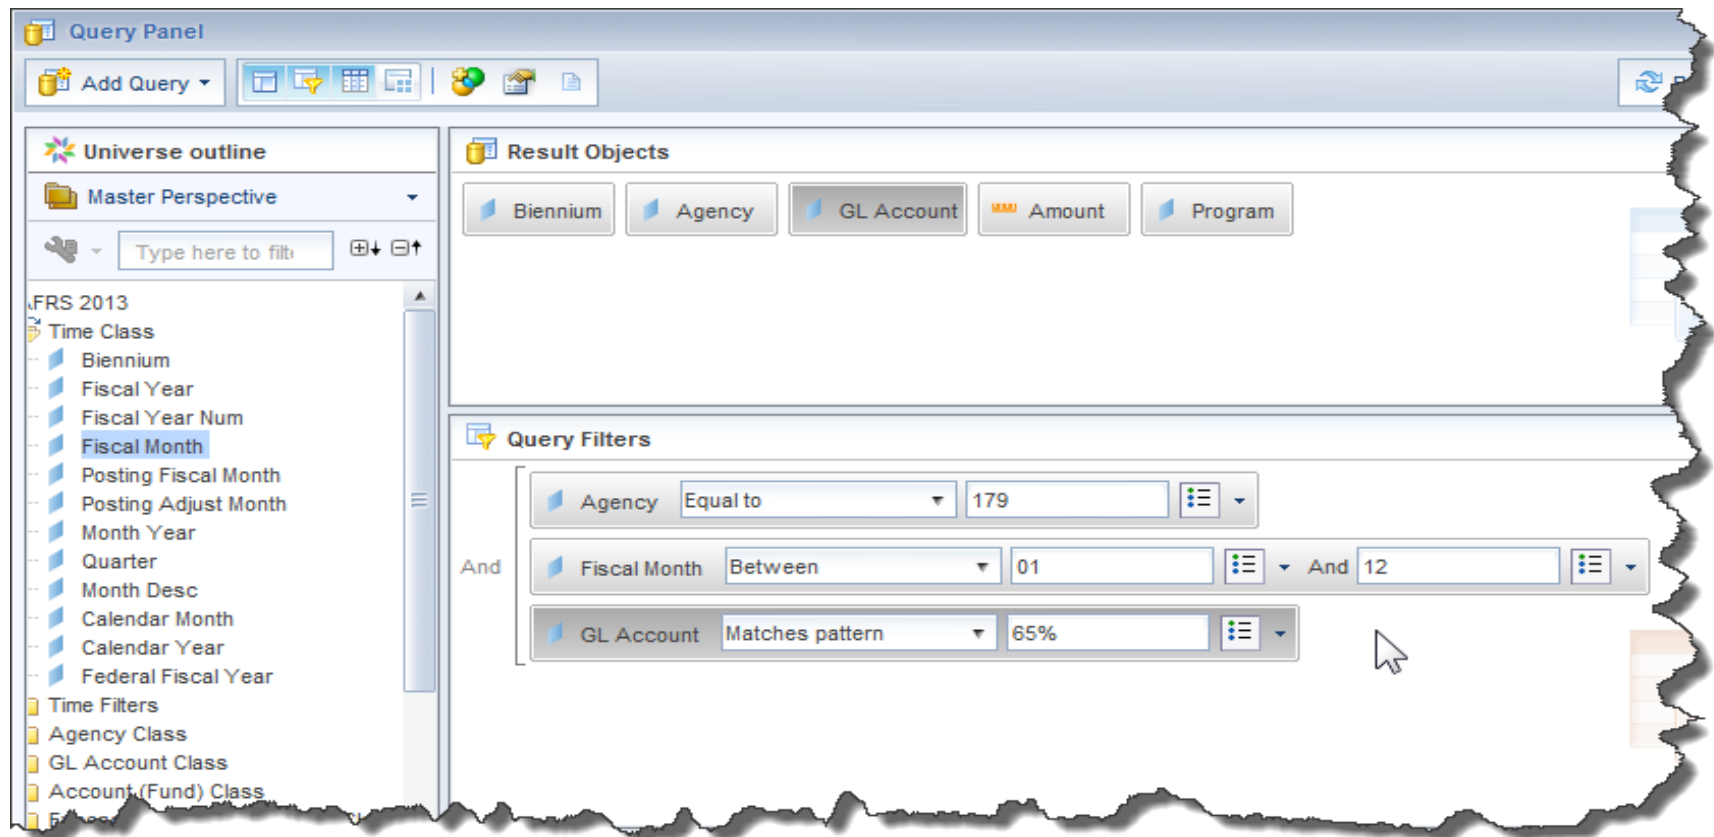 Query Panel
Add Query
Universe outline
Master Perspective
Type here to filt
FRS 2013
Time Class
Biennium
Fiscal Year
Fiscal Year Num
Fiscal Month
Posting Fiscal Month
Posting Adjust Month
Month Year
Quarter
Month Desc
Calendar Month
Calendar Year
Federal Fiscal Year
Time Filters
Agency Class
GL Account Class
Account (Fund) Class
Result Objects
Biennium Agency GL Account Amount Program
Query Filters
And
Agency Equal to 179
Fiscal Month Between 01 And 12
GL Account Matches pattern 65%